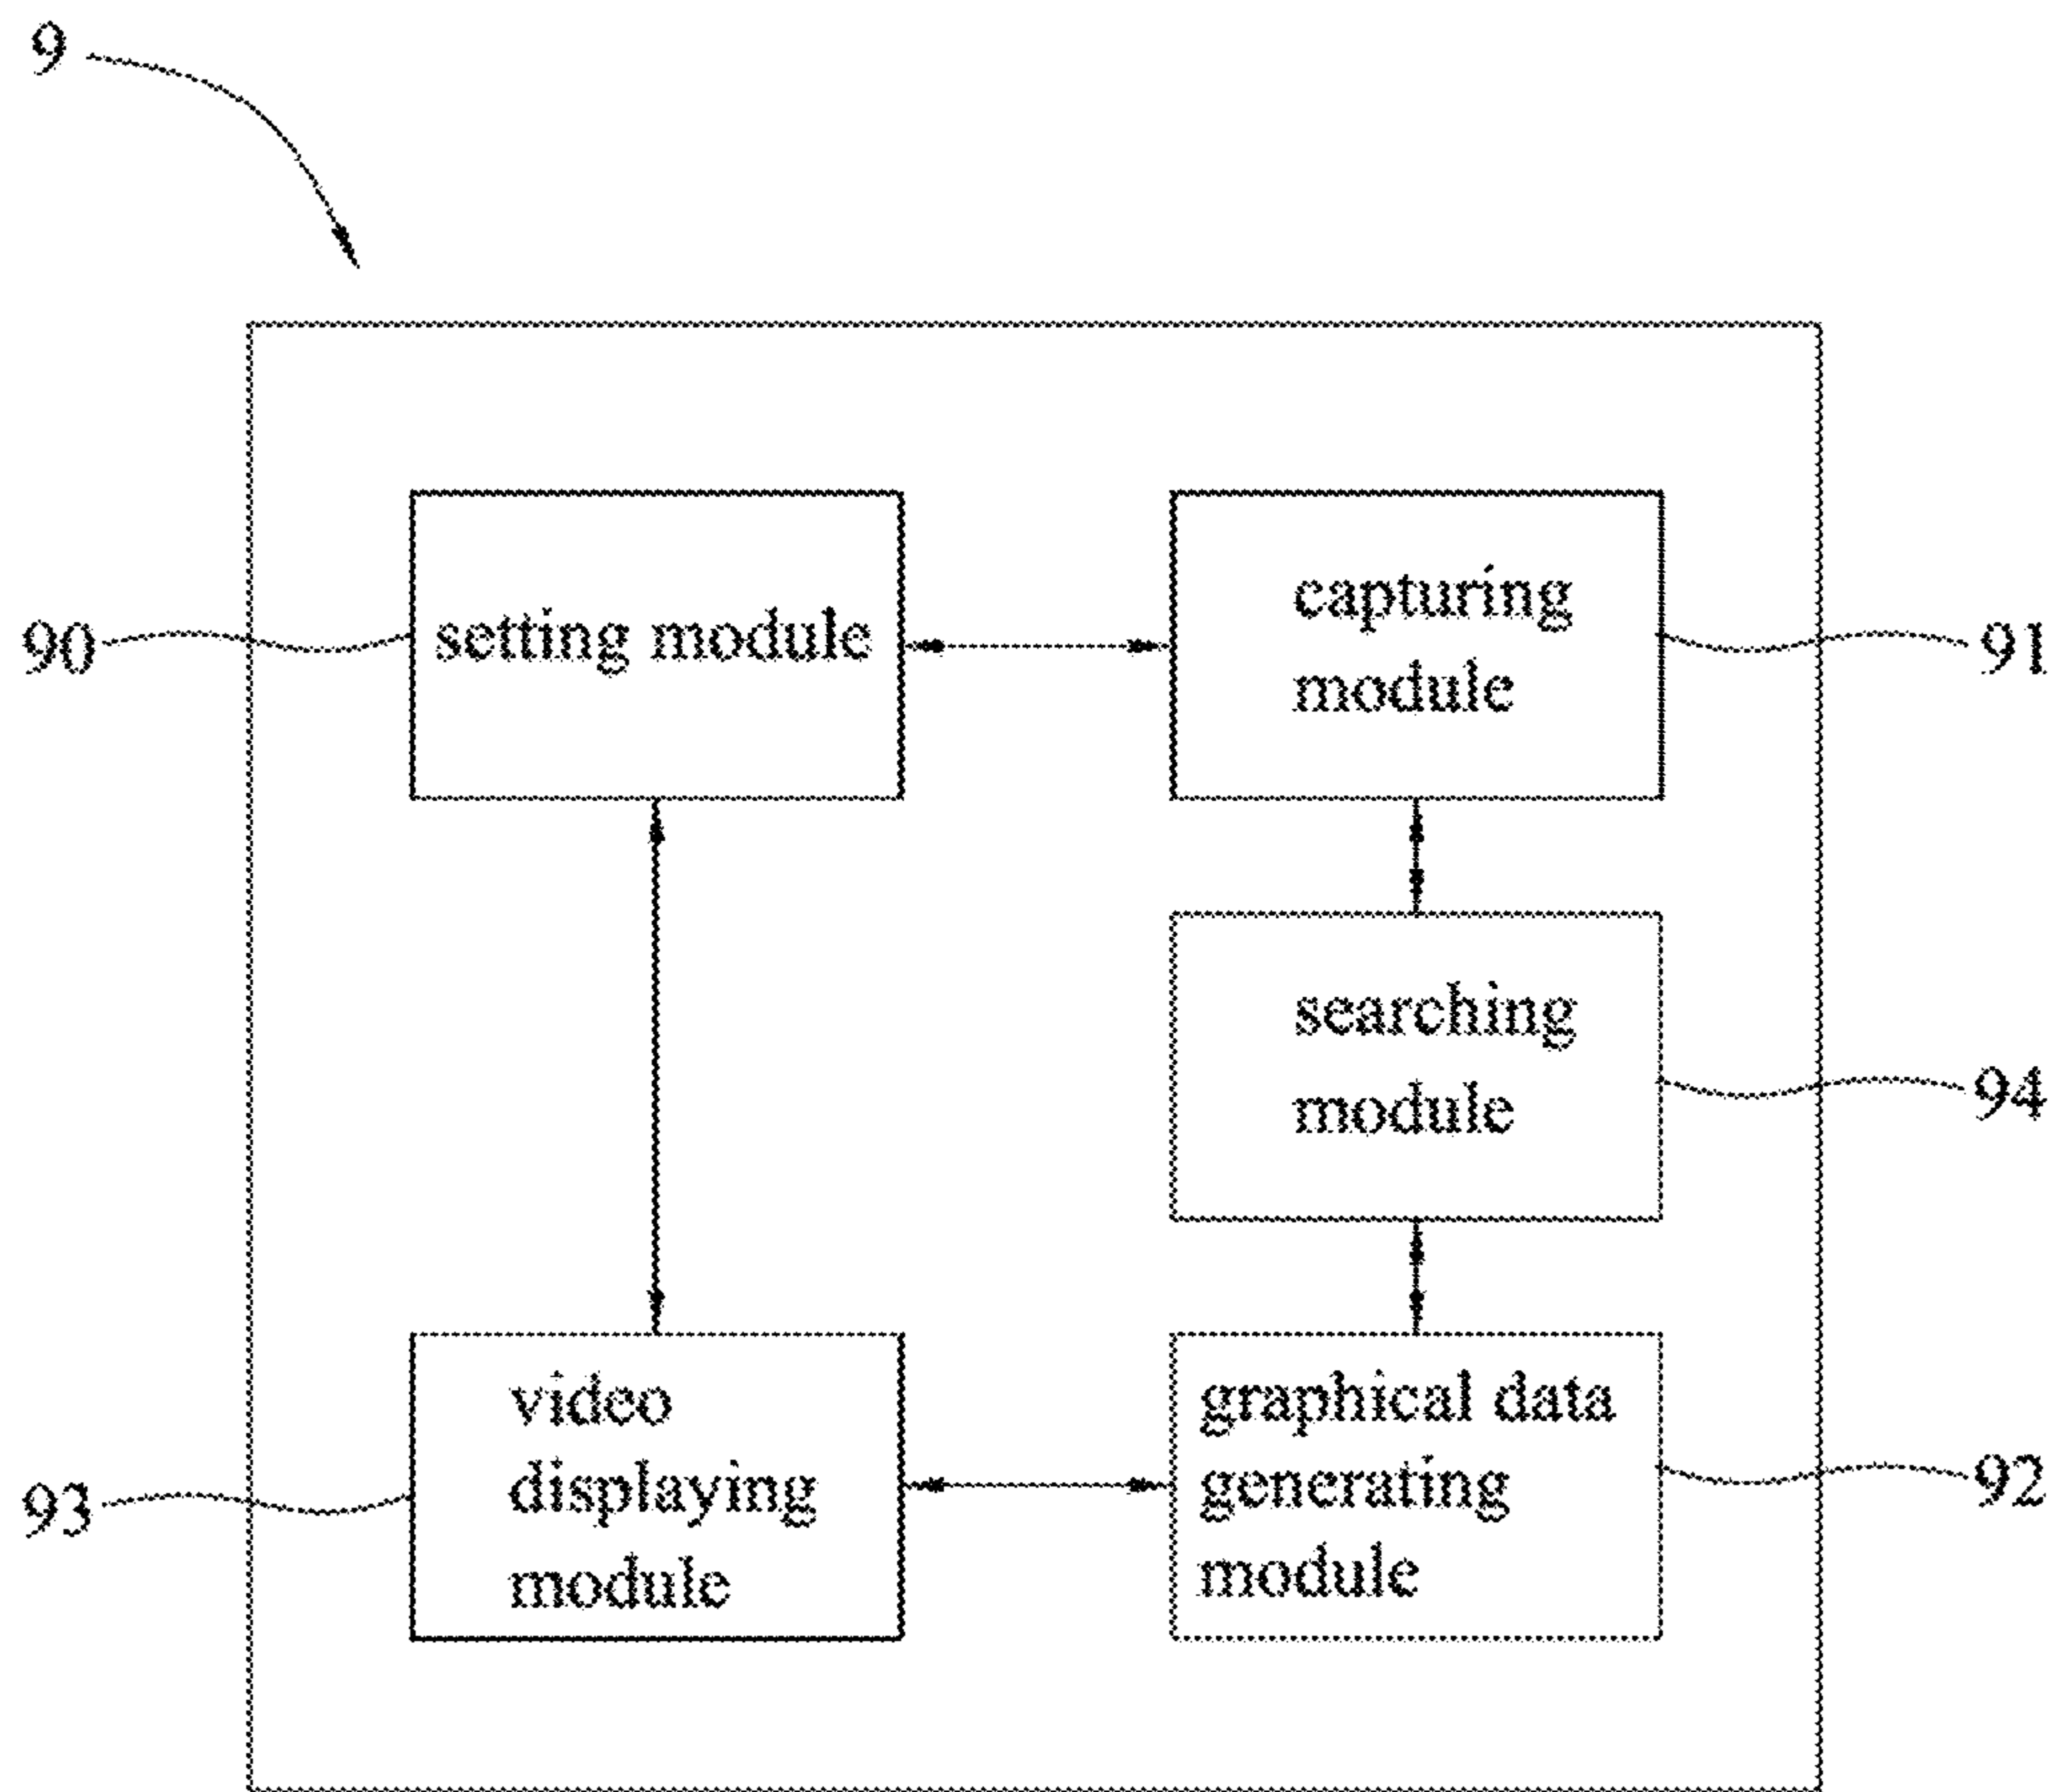 9
90
setting module
capturing
module
91
searching
module
94
93
video
displaying
module
graphical data
generating
module
92